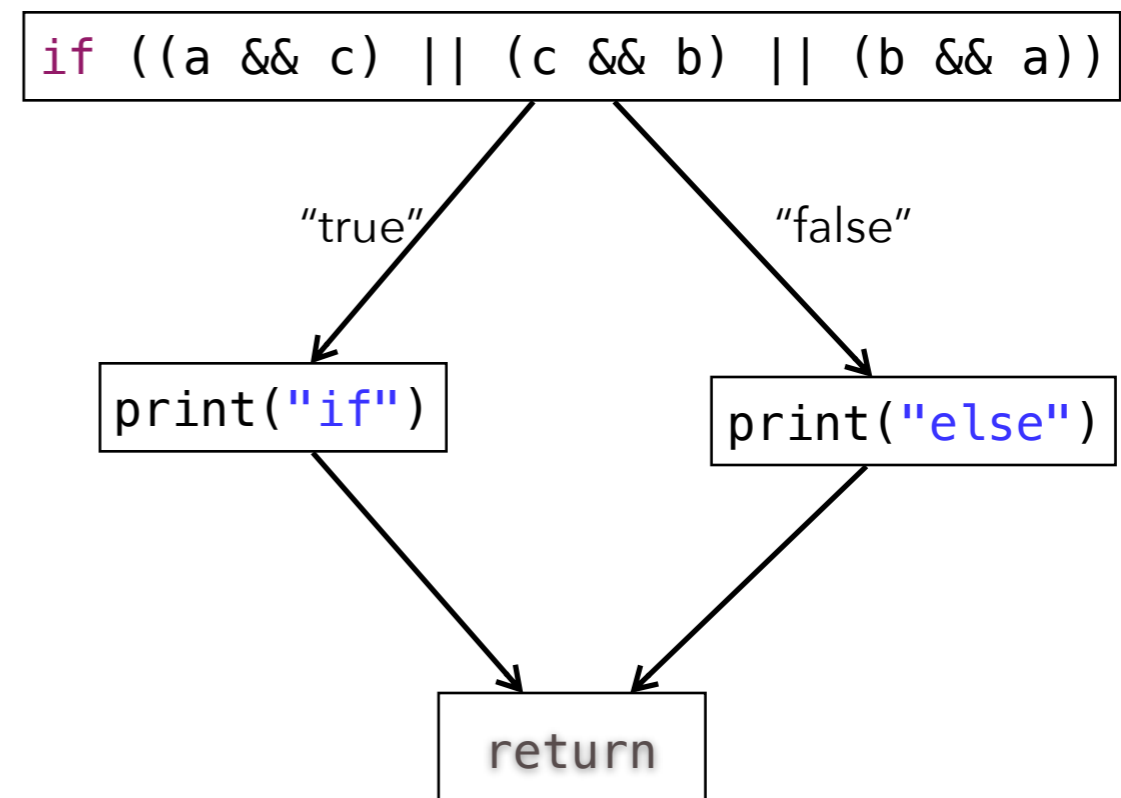 if ((a && c) || (c && b) || (b && a))
“true”
“false”
print("if")
print("else")
return